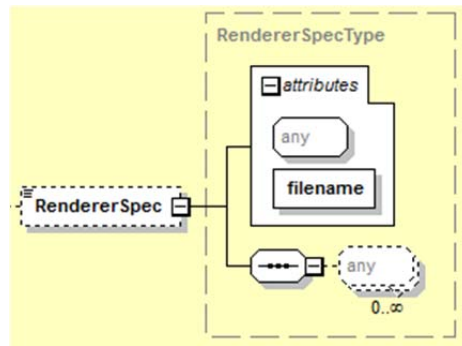 RendererSpecType
attributes
any
filename
RendererSpec
any
0..∞